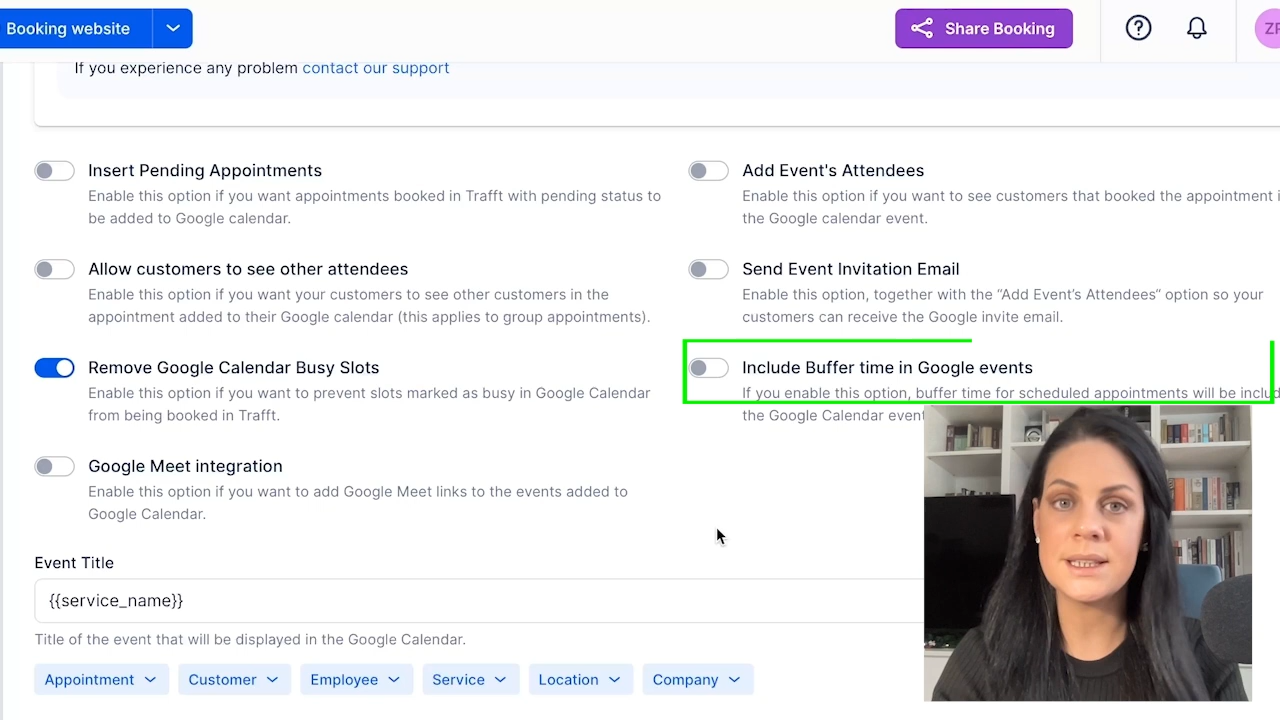 Booking website
Share Booking
ZF
If you experience any problem contact our support
Insert Pending Appointments
Enable this option if you want appointments booked in Trafft with pending status to
be added to Google calendar.
Add Event's Attendees
Enable this option if you want to see customers that booked the appointment i
the Google calendar event.
Allow customers to see other attendees
Enable this option if you want your customers to see other customers in the
appointment added to their Google calendar (this applies to group appointments).
Send Event Invitation Email
Enable this option, together with the “Add Event’s Attendees” option so your
customers can receive the Google invite email.
Remove Google Calendar Busy Slots
Enable this option if you want to prevent slots marked as busy in Google Calendar
from being booked in Trafft.
Include Buffer time in Google events
If you enable this option, buffer time for scheduled appointments will be includ
the Google Calendar event
Google Meet integration
Enable this option if you want to add Google Meet links to the events added to
Google Calendar.
Event Title
{{service_name}}
Title of the event that will be displayed in the Google Calendar.
Appointment
Customer
Employee
Service
Location
Company